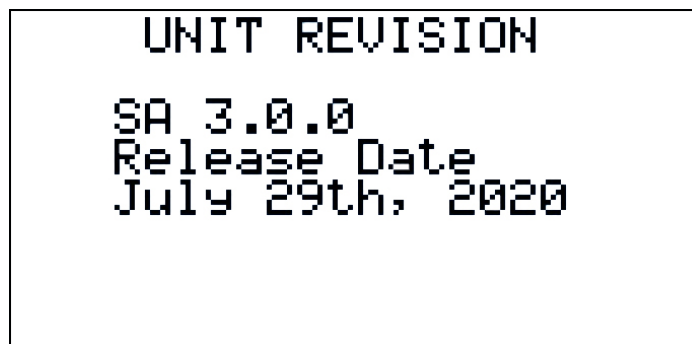 UNIT REVISION
SA 3.0.0
Release Date
July 29th, 2020